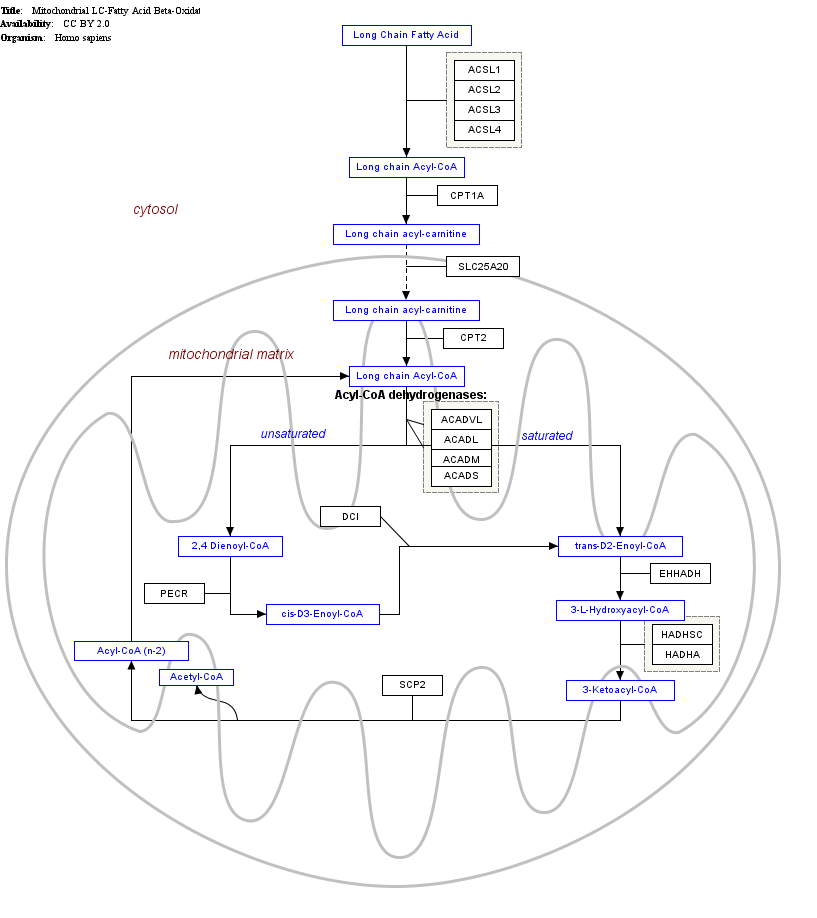 Title: Mitochondrial LC-Fatty Acid Beta-Oxidat
Availability: CC BY 2.0
Organism: Homo sapiens
Long Chain Fatty Acid
ACSL1
ACSL2
ACSL3
ACSL4
Long chain Acyl-CoA
CPT1A
cytosol
Long chain acyl-carnitine
SLC25A20
Long chain acyl-carnitine
CPT2
mitochondrial matrix
Long chain Acyl-CoA
Acyl-CoA dehydrogenases:
ACADVL
ACADL
ACADM
ACADS
unsaturated
saturated
DCI
2,4 Dienoyl-CoA
trans-D2-Enoyl-CoA
EHHADH
PECR
cis-D3-Enoyl-CoA
3-L-Hydroxyacyl-CoA
HADHSC
HADHA
Acyl-CoA (n-2)
Acetyl-CoA
SCP2
3-Ketoacyl-CoA